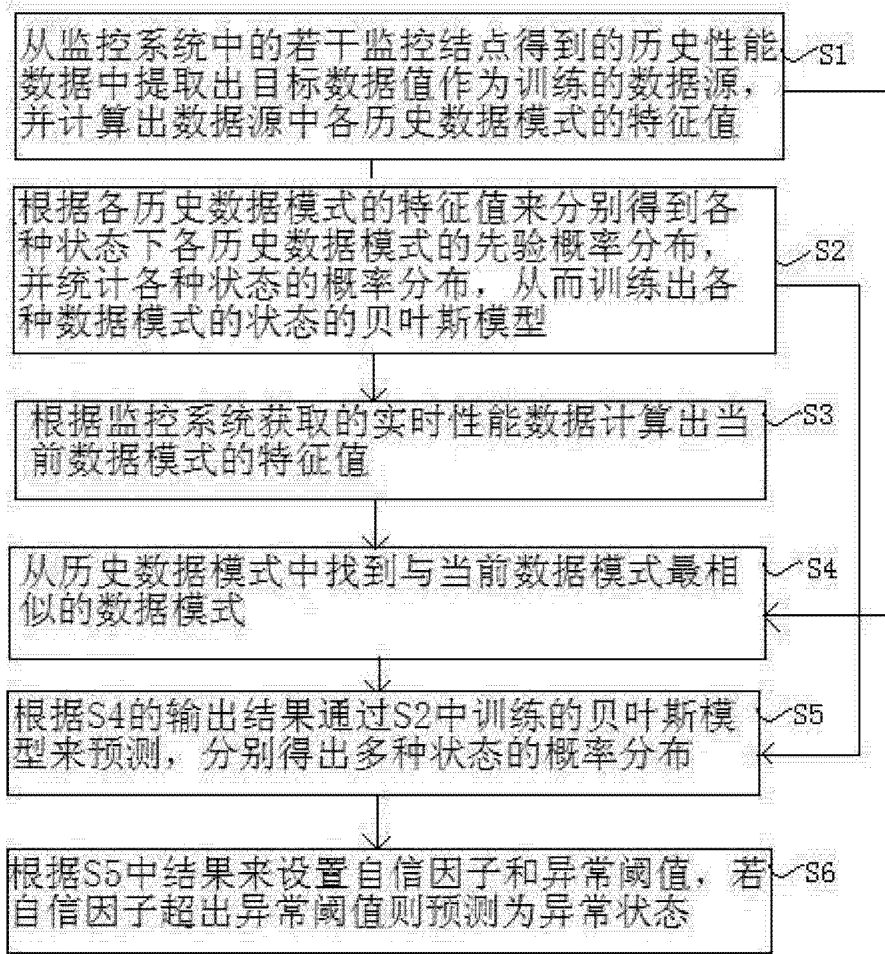 从监控系统中的若干监控结点得到的历史性能
数据中提取出目标数据值作为训练的数据源，
并计算出数据源中各历史数据模式的特征值
S1
根据各历史数据模式的特征值来分别得到各
种状态下各历史数据模式的先验概率分布，
并统计各种状态的概率分布，从而训练出各
种数据模式的状态的贝叶斯模型
S2
根据监控系统获取的实时性能数据计算出当
前数据模式的特征值
S3
从历史数据模式中找到与当前数据模式最相
似的数据模式
S4
根据S4的输出结果通过S2中训练的贝叶斯模
型来预测，分别得出多种状态的概率分布
S5
根据S5中结果来设置自信因子和异常阈值，若
自信因子超出异常阈值则预测为异常状态
S6